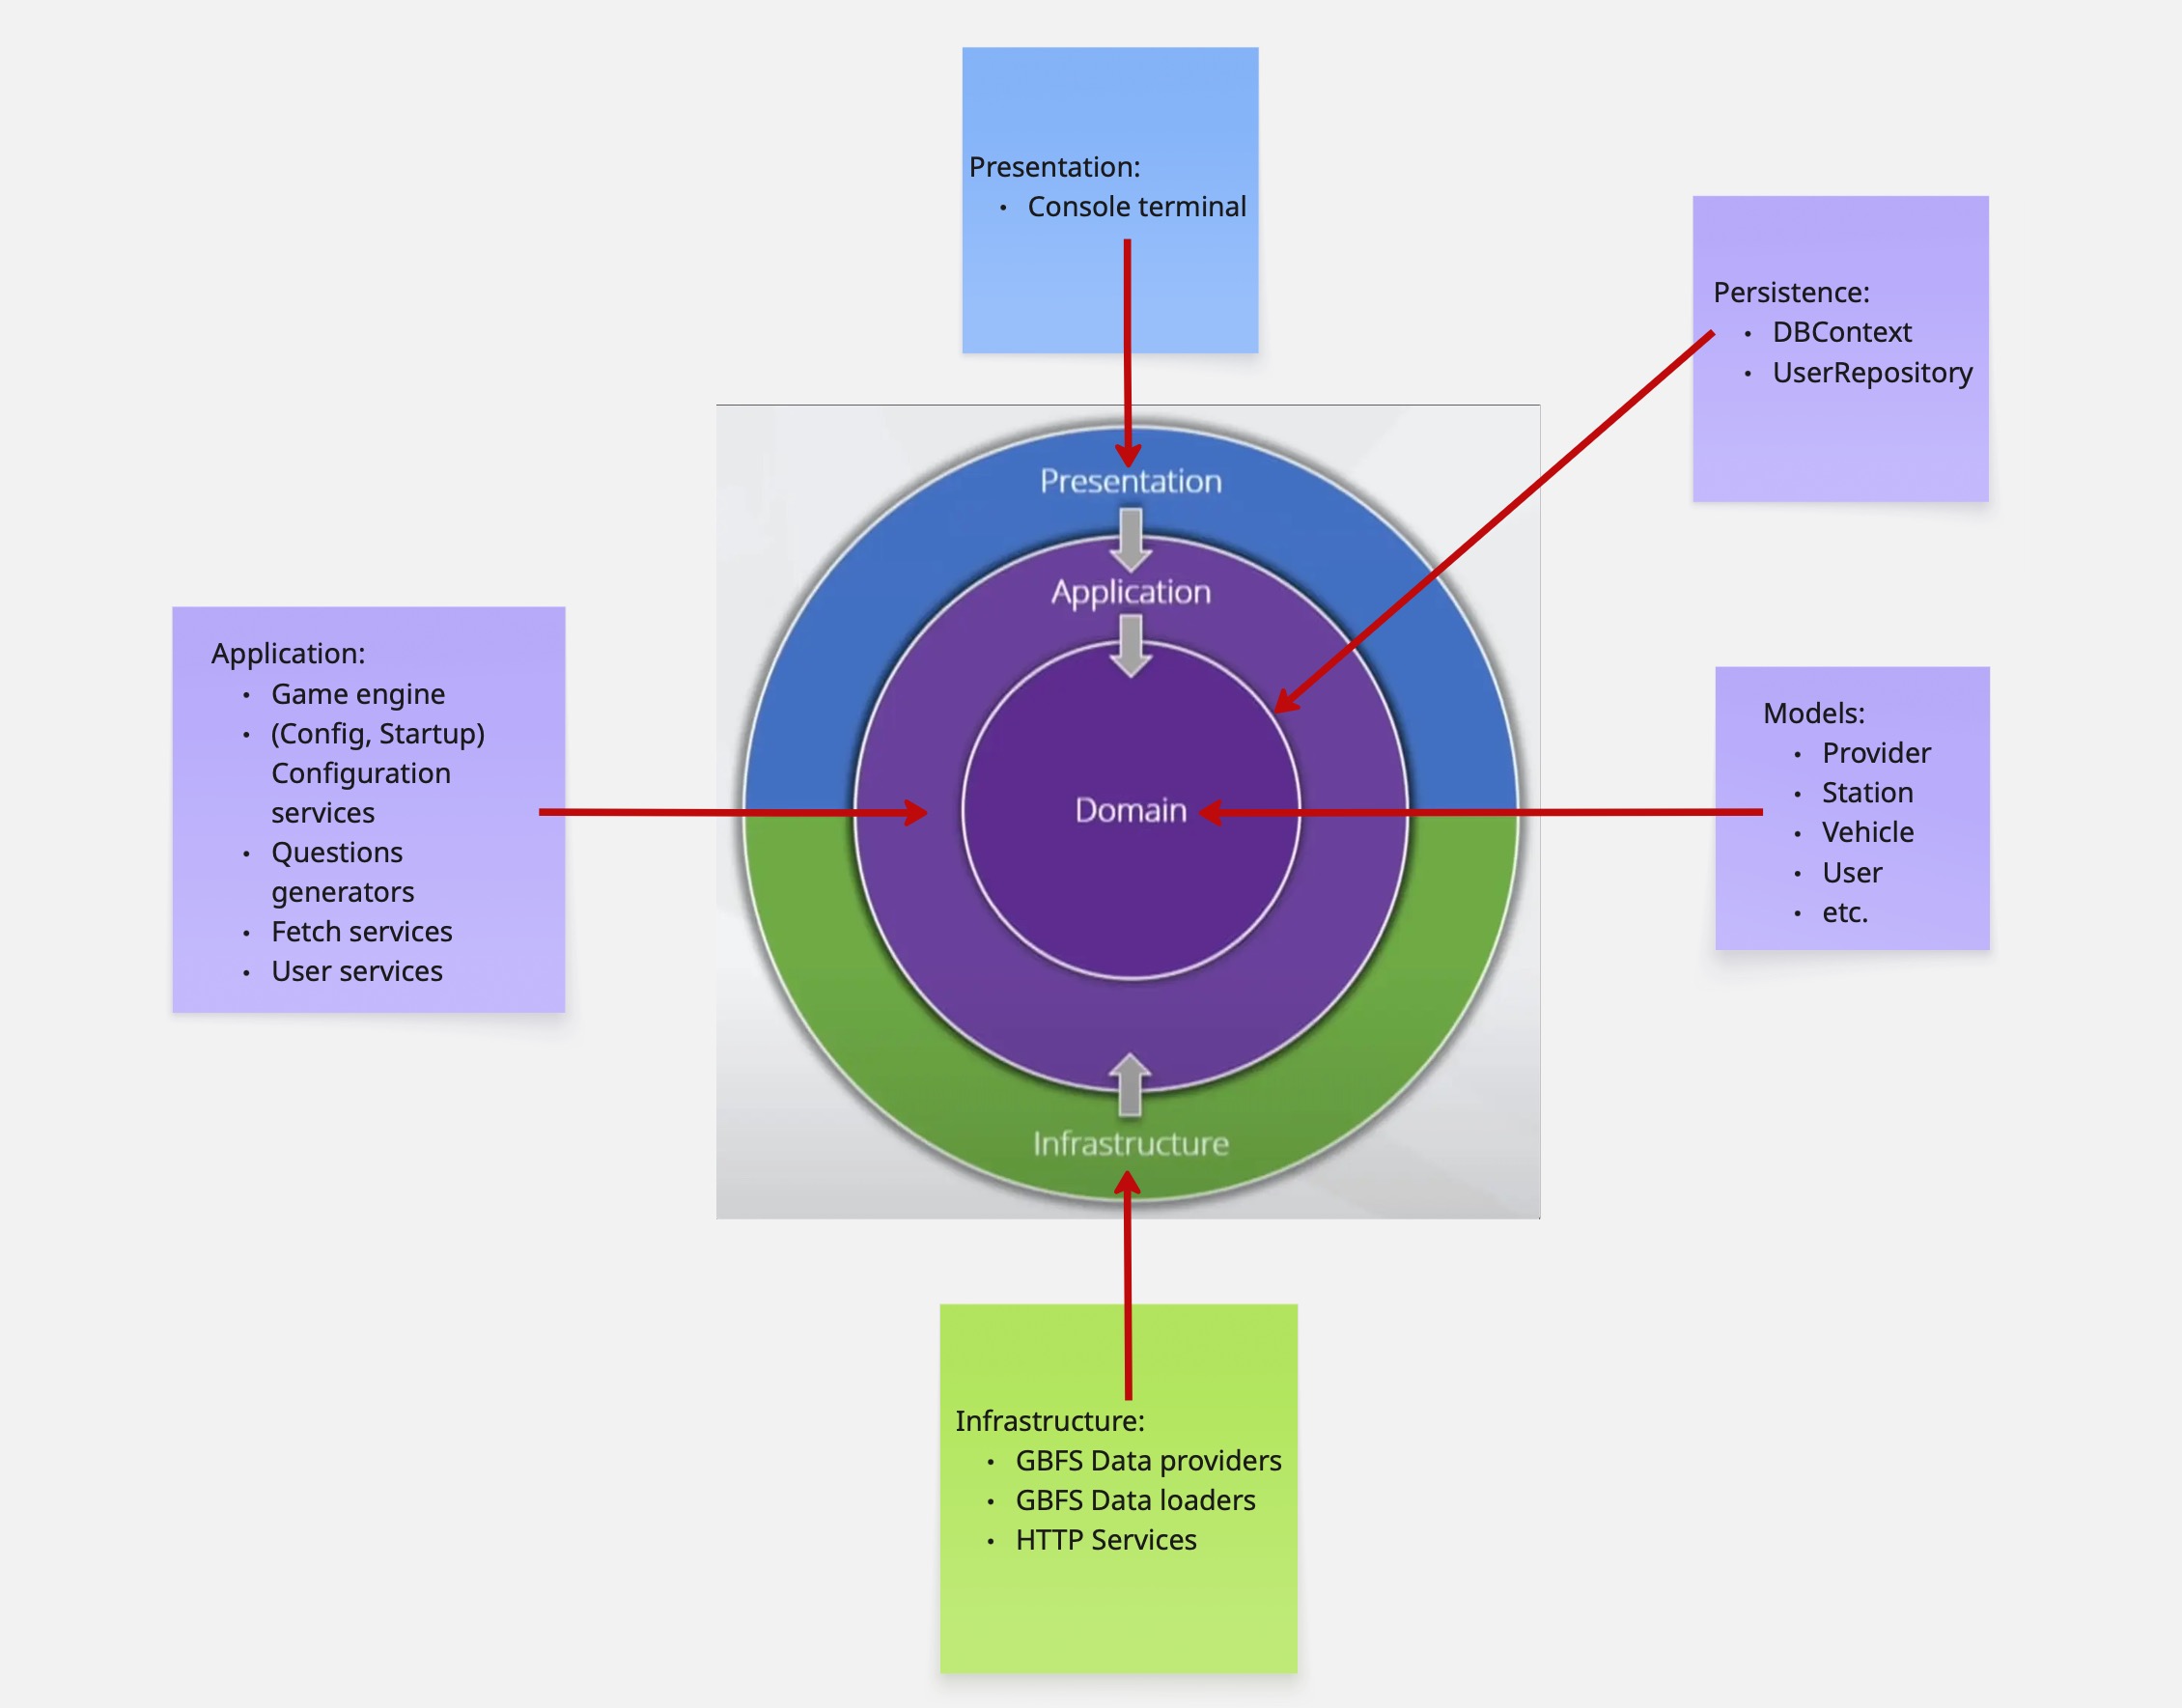 Presentation:
• Console terminal
Persistence:
• DBContext
• UserRepository
Presentation
Application
Domain
Infrastructure
Application:
• Game engine
• (Config, Startup)
Configuration
services
• Questions
generators
• Fetch services
• User services
Models:
• Provider
• Station
• Vehicle
• User
• etc.
Infrastructure:
• GBFS Data providers
• GBFS Data loaders
• HTTP Services